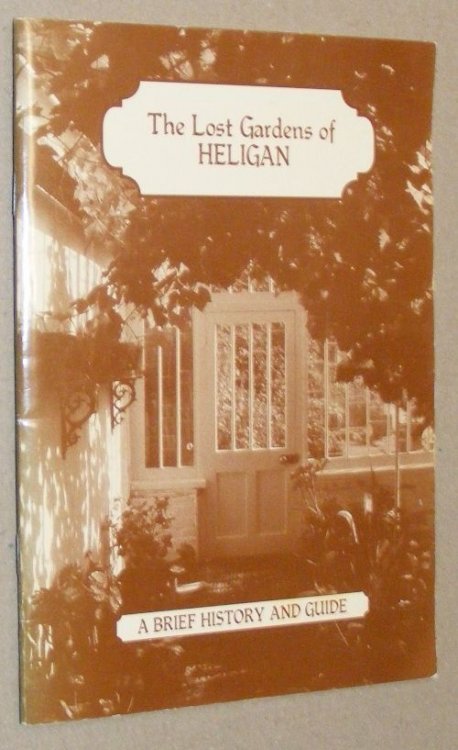 The Lost Gardens of
HELIGAN
A BRIEF HISTORY AND GUIDE